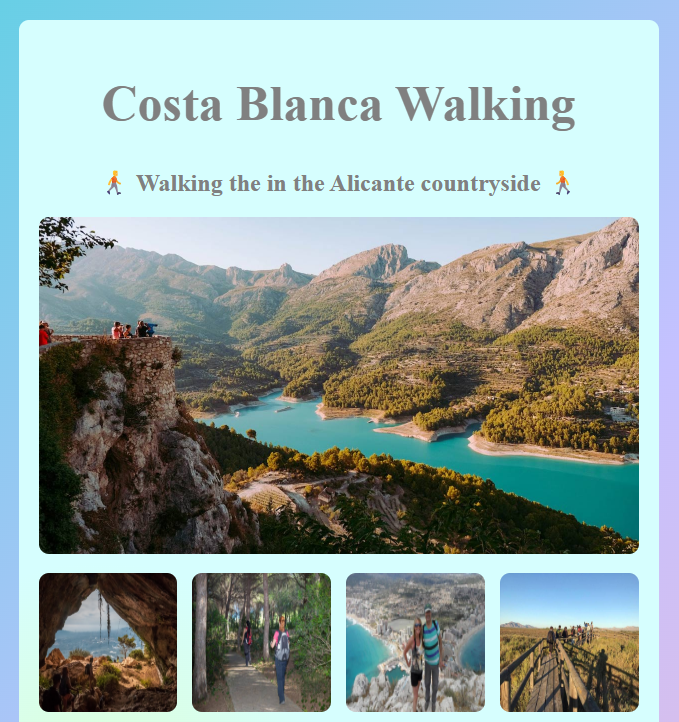 Costa Blanca Walking
🚶 Walking the in the Alicante countryside 🚶